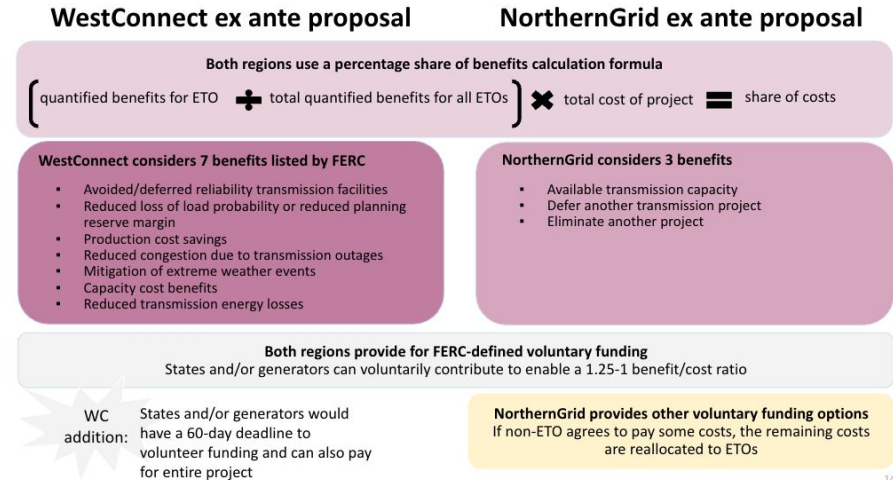 WestConnect ex ante proposal
NorthernGrid ex ante proposal
Both regions use a percentage share of benefits calculation formula
quantified benefits for ETO ÷ total quantified benefits for all ETOs ✖ total cost of project = share of costs
WestConnect considers 7 benefits listed by FERC
▪ Avoided/deferred reliability transmission facilities
▪ Reduced loss of load probability or reduced planning
reserve margin
▪ Production cost savings
▪ Reduced congestion due to transmission outages
▪ Mitigation of extreme weather events
▪ Capacity cost benefits
▪ Reduced transmission energy losses
NorthernGrid considers 3 benefits
▪ Available transmission capacity
▪ Defer another transmission project
▪ Eliminate another project
Both regions provide for FERC-defined voluntary funding
States and/or generators can voluntarily contribute to enable a 1.25-1 benefit/cost ratio
WC
addition:
States and/or generators would
have a 60-day deadline to
volunteer funding and can also pay
for entire project
NorthernGrid provides other voluntary funding options
If non-ETO agrees to pay some costs, the remaining costs
are reallocated to ETOs